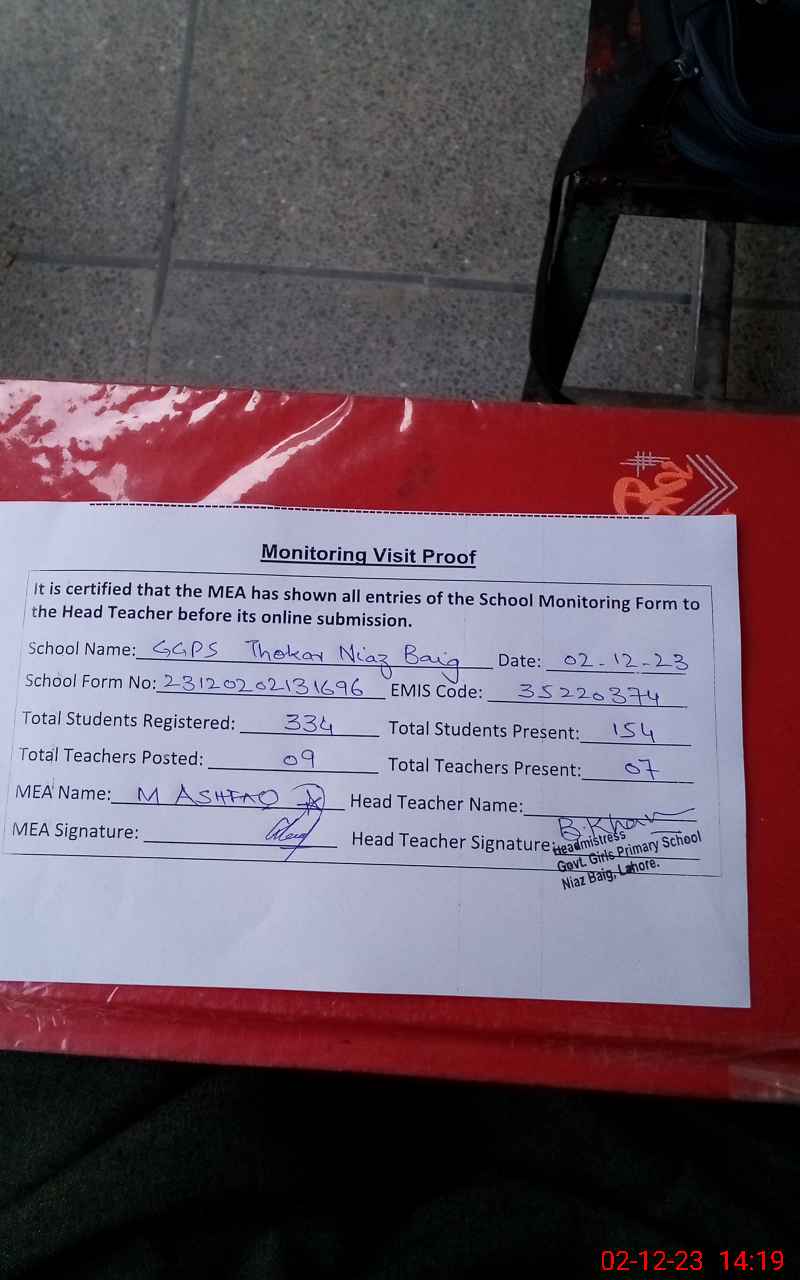 Monitoring Visit Proof
It is certified that the MEA has shown all entries of the School Monitoring Form to
the Head Teacher before its online submission.
School Name: GGPS Thokar Niaz Baig Date: 02-12-23
School Form No: 23120202131696 EMIS Code: 35220374
Total Students Registered: 334 Total Students Present: 154
Total Teachers Posted: 09 Total Teachers Present: 07
MEA Name: M ASHFAQ Head Teacher Name:
MEA Signature: Head Teacher Signature: B.Khan
Headmistress
Govt. Girls Primary School
Niaz Baig, Lahore.
02-12-23 14:19